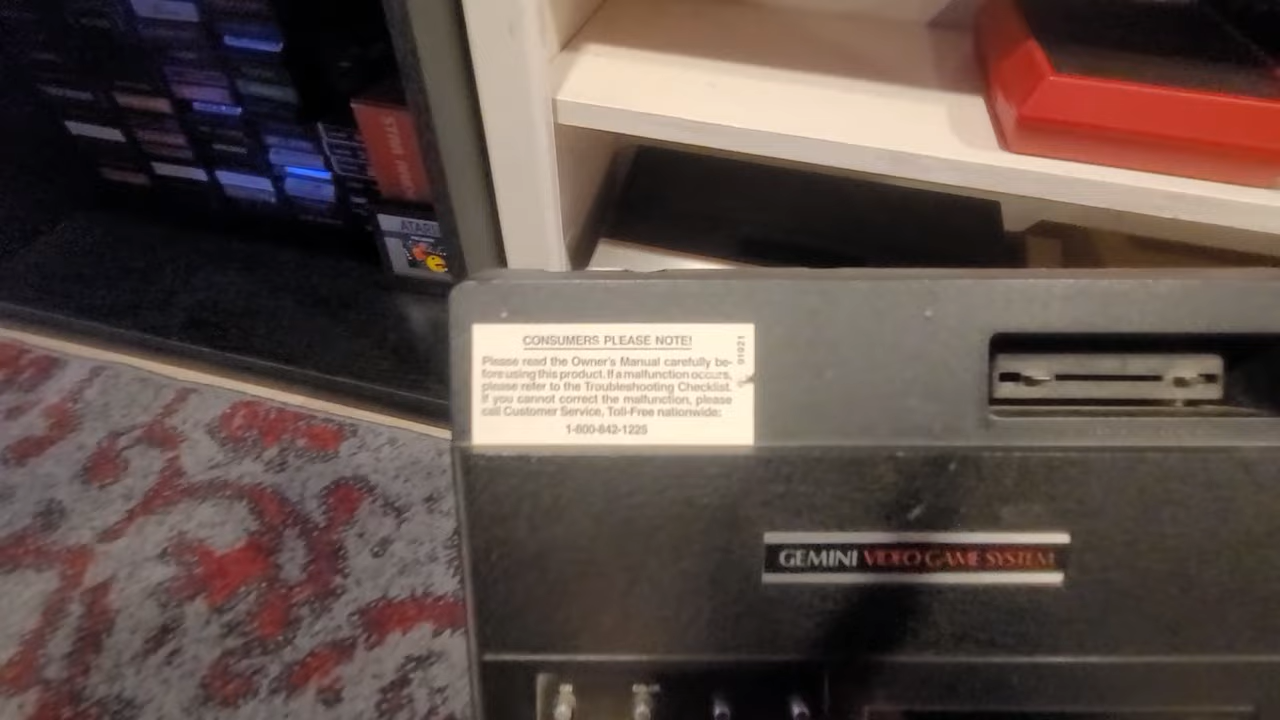 ATARI
CONSUMERS PLEASE NOTE!
Please read the Owner's Manual carefully be-
fore using this product. If a malfunction occurs,
please refer to the Troubleshooting Checklist.
If you cannot correct the malfunction, please
call Customer Service, Toll-Free nationwide:
1-800-842-1225
91021
GEMINI VIDEO GAME SYSTEM